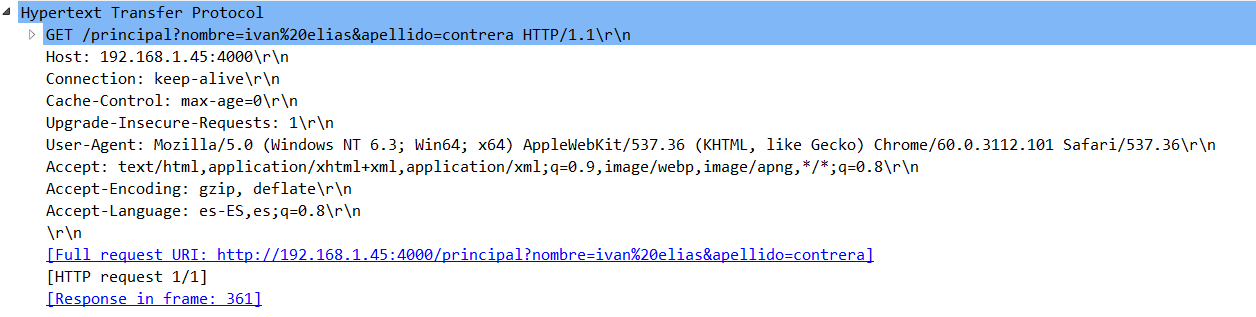 Hypertext Transfer Protocol
GET /principal?nombre=ivan%20elias&apellido=contrera HTTP/1.1\r\n
Host: 192.168.1.45:4000\r\n
Connection: keep-alive\r\n
Cache-Control: max-age=0\r\n
Upgrade-Insecure-Requests: 1\r\n
User-Agent: Mozilla/5.0 (Windows NT 6.3; Win64; x64) AppleWebKit/537.36 (KHTML, like Gecko) Chrome/60.0.3112.101 Safari/537.36\r\n
Accept: text/html,application/xhtml+xml,application/xml;q=0.9,image/webp,image/apng,*/*;q=0.8\r\n
Accept-Encoding: gzip, deflate\r\n
Accept-Language: es-ES,es;q=0.8\r\n
\r\n
[Full request URI: http://192.168.1.45:4000/principal?nombre=ivan%20elias&apellido=contrera]
[HTTP request 1/1]
[Response in frame: 361]